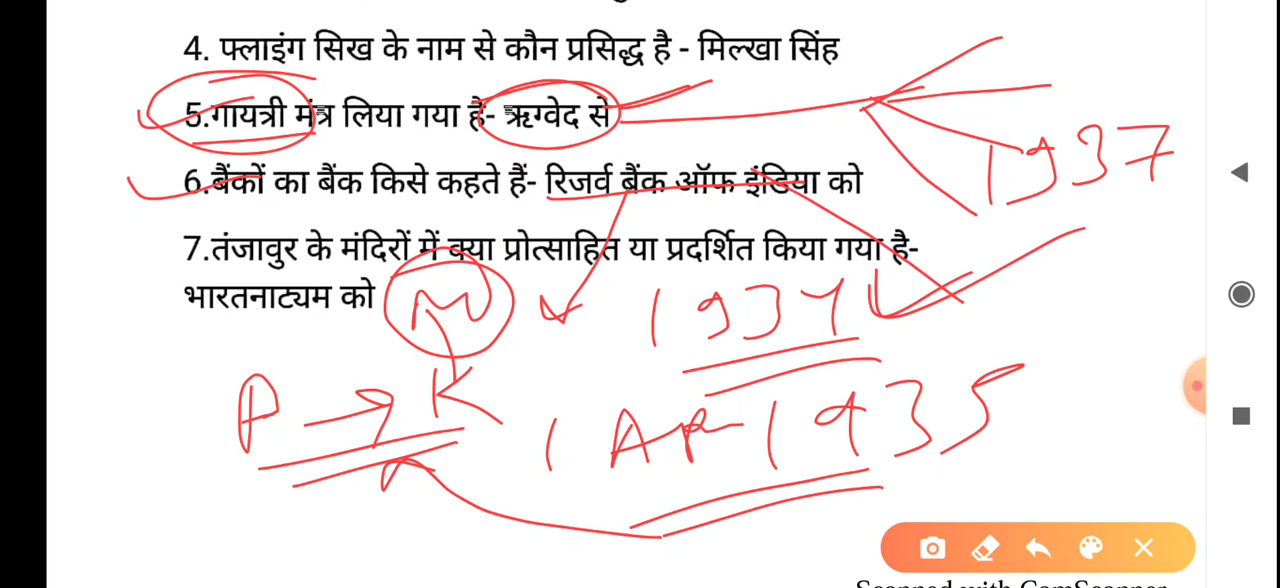 4. फ्लाइंग सिख के नाम से कौन प्रसिद्ध है - मिल्खा सिंह
5.गायत्री मंत्र लिया गया है- ऋग्वेद से
1937
6.बैंकों का बैंक किसे कहते हैं- रिजर्व बैंक ऑफ इंडिया को
7.तंजावुर के मंदिरों में क्या प्रोत्साहित या प्रदर्शित किया गया है-
भारतनाट्यम को M 1934
P → K 1 AP 1935